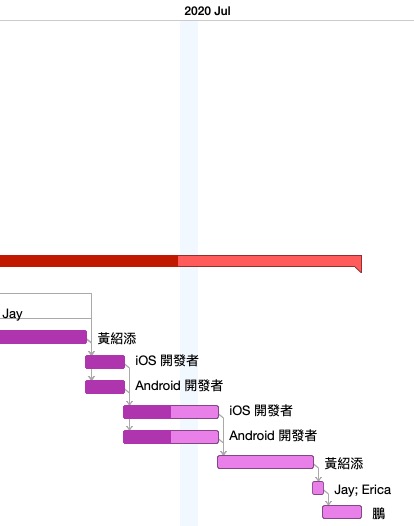 2020 Jul
Jay
黃紹添
iOS 開發者
Android 開發者
iOS 開發者
Android 開發者
黃紹添
Jay; Erica
鵬